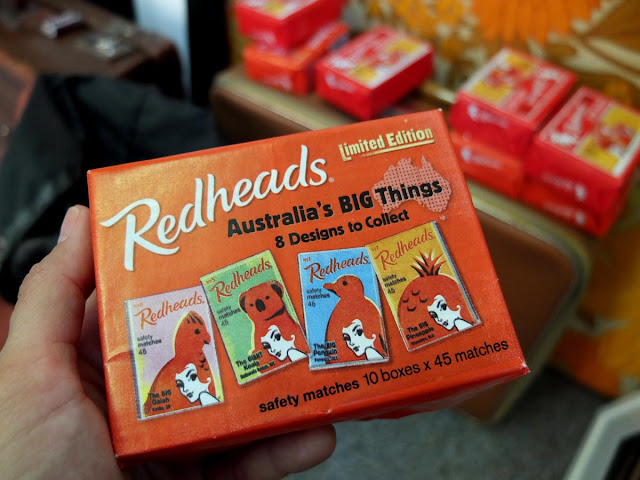 Limited Edition
Redheads®
Australia's BIG Things
8 Designs to Collect
Redheads
safety
matches
45
The BIG
Galah
Redheads
safety
matches
45
The GIANT
Koala
Redheads
safety
matches
45
The BIG
Penguin
Redheads
safety
matches
45
The BIG
Pineapple
safety matches 10 boxes x 45 matches